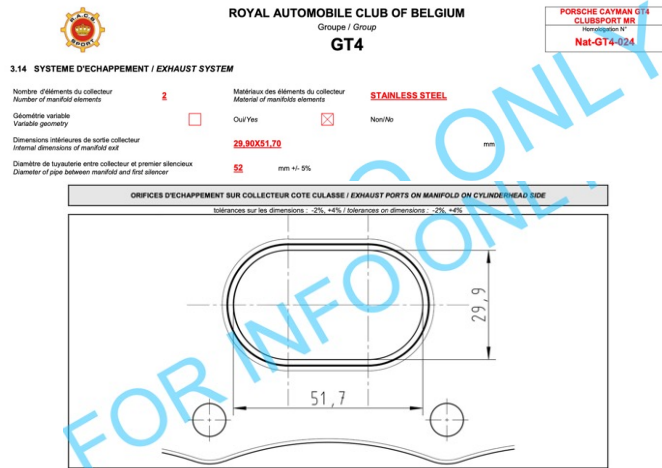 R.A.C.B
SPORT
ROYAL AUTOMOBILE CLUB OF BELGIUM
Groupe / Group
GT4
PORSCHE CAYMAN GT4
CLUBSPORT MR
Homologation N°
Nat-GT4-024
3.14 SYSTEME D'ECHAPPEMENT / EXHAUST SYSTEM
Nombre d'éléments du collecteur
Number of manifold elements
2
Matériaux des éléments du collecteur
Material of manifolds elements
STAINLESS STEEL
Géométrie variable
Variable geometry
Oui/Yes
Non/No
Dimensions intérieures de sortie collecteur
Internal dimensions of manifold exit
29,90X51,70
mm
Diamètre de tuyauterie entre collecteur et premier silencieux
Diameter of pipe between manifold and first silencer
52
mm +/- 5%
ORIFICES D'ECHAPPEMENT SUR COLLECTEUR COTE CULASSE / EXHAUST PORTS ON MANIFOLD ON CYLINDERHEAD SIDE
tolérances sur les dimensions : -2%, +4% / tolerances on dimensions : -2%, +4%
29,9
51,7
FOR INFO ONLY
O ONLY